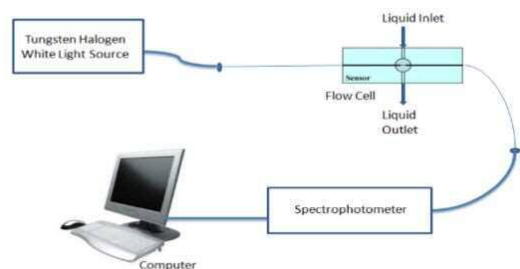 Tungsten Halogen
White Light Source
Liquid Inlet
Sensor
Flow Cell
Liquid
Outlet
Spectrophotometer
Computer